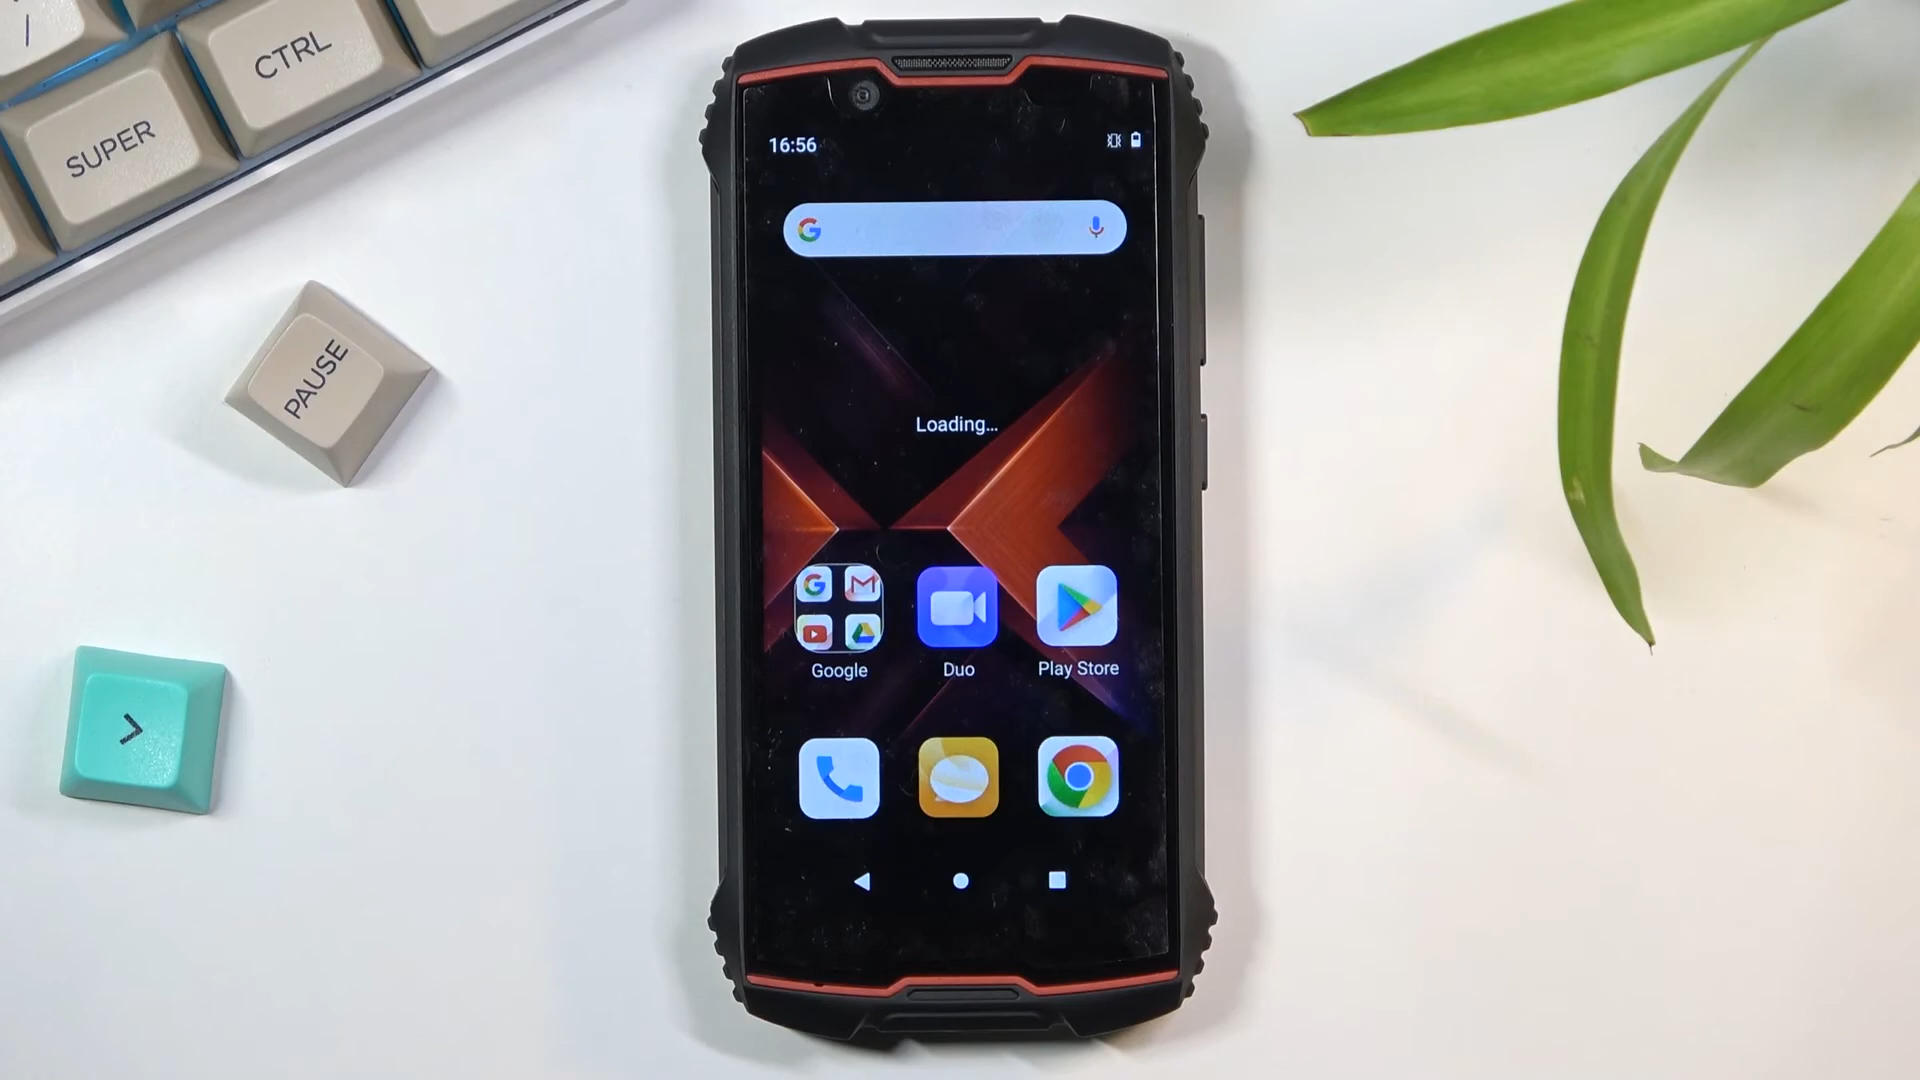 /
CTRL
SUPER
PAUSE
>
16:56
G
Loading...
G
Google
Duo
Play Store